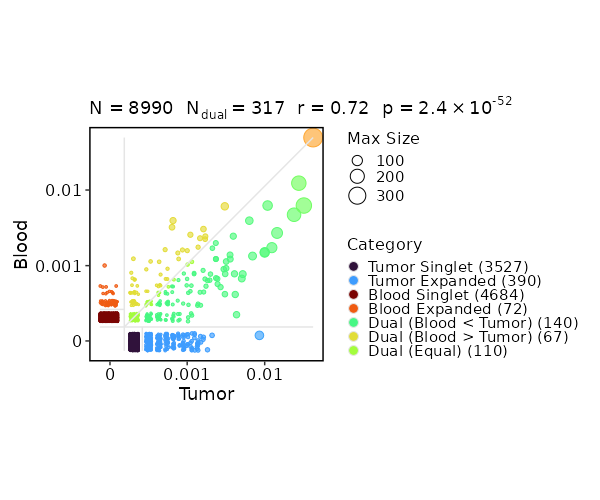 N = 8990 N_dual = 317 r = 0.72 p = 2.4 × 10^-52
Max Size
100
200
300
Category
Tumor Singlet (3527)
Tumor Expanded (390)
Blood Singlet (4684)
Blood Expanded (72)
Dual (Blood < Tumor) (140)
Dual (Blood > Tumor) (67)
Dual (Equal) (110)
Blood
0.01
0.001
0
0 0.001 0.01
Tumor